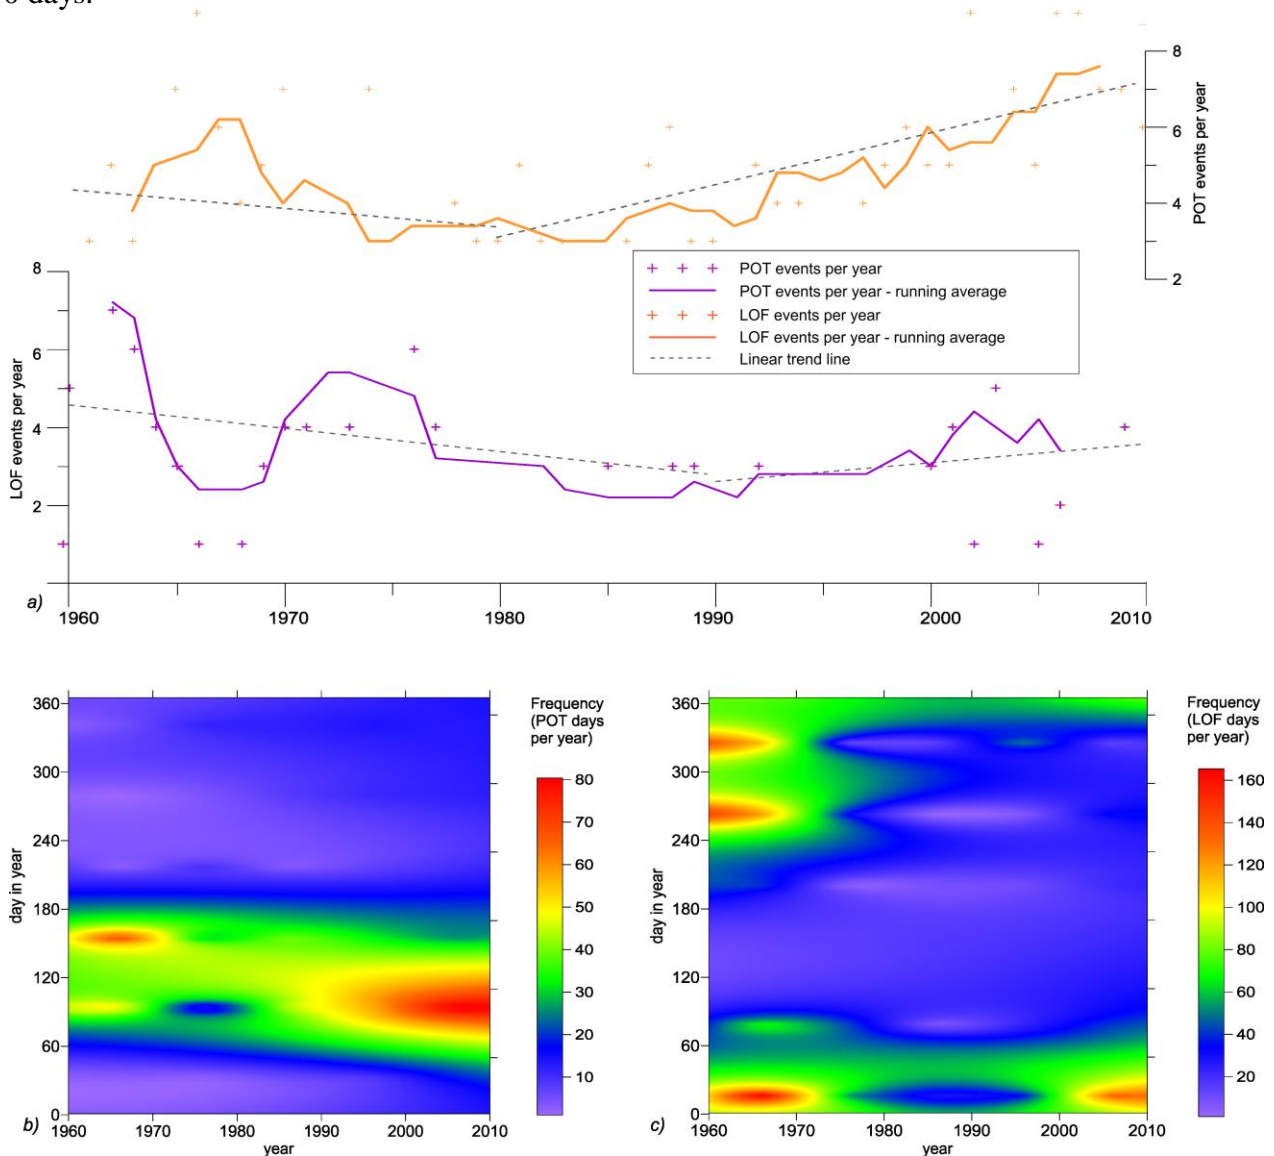 0 days.
8
6
4
2
POT events per year
8
6
4
2
LOF events per year
POT events per year
POT events per year - running average
LOF events per year
LOF events per year - running average
Linear trend line
a)
1960
1970
1980
1990
2000
2010
360
300
240
180
120
60
0
day in year
b)
1960
1970
1980
1990
2000
2010
year
Frequency
(POT days
per year)
80
70
60
50
40
30
20
10
360
300
240
180
120
60
0
day in year
c)
1960
1970
1980
1990
2000
2010
year
Frequency
(LOF days
per year)
160
140
120
100
80
60
40
20